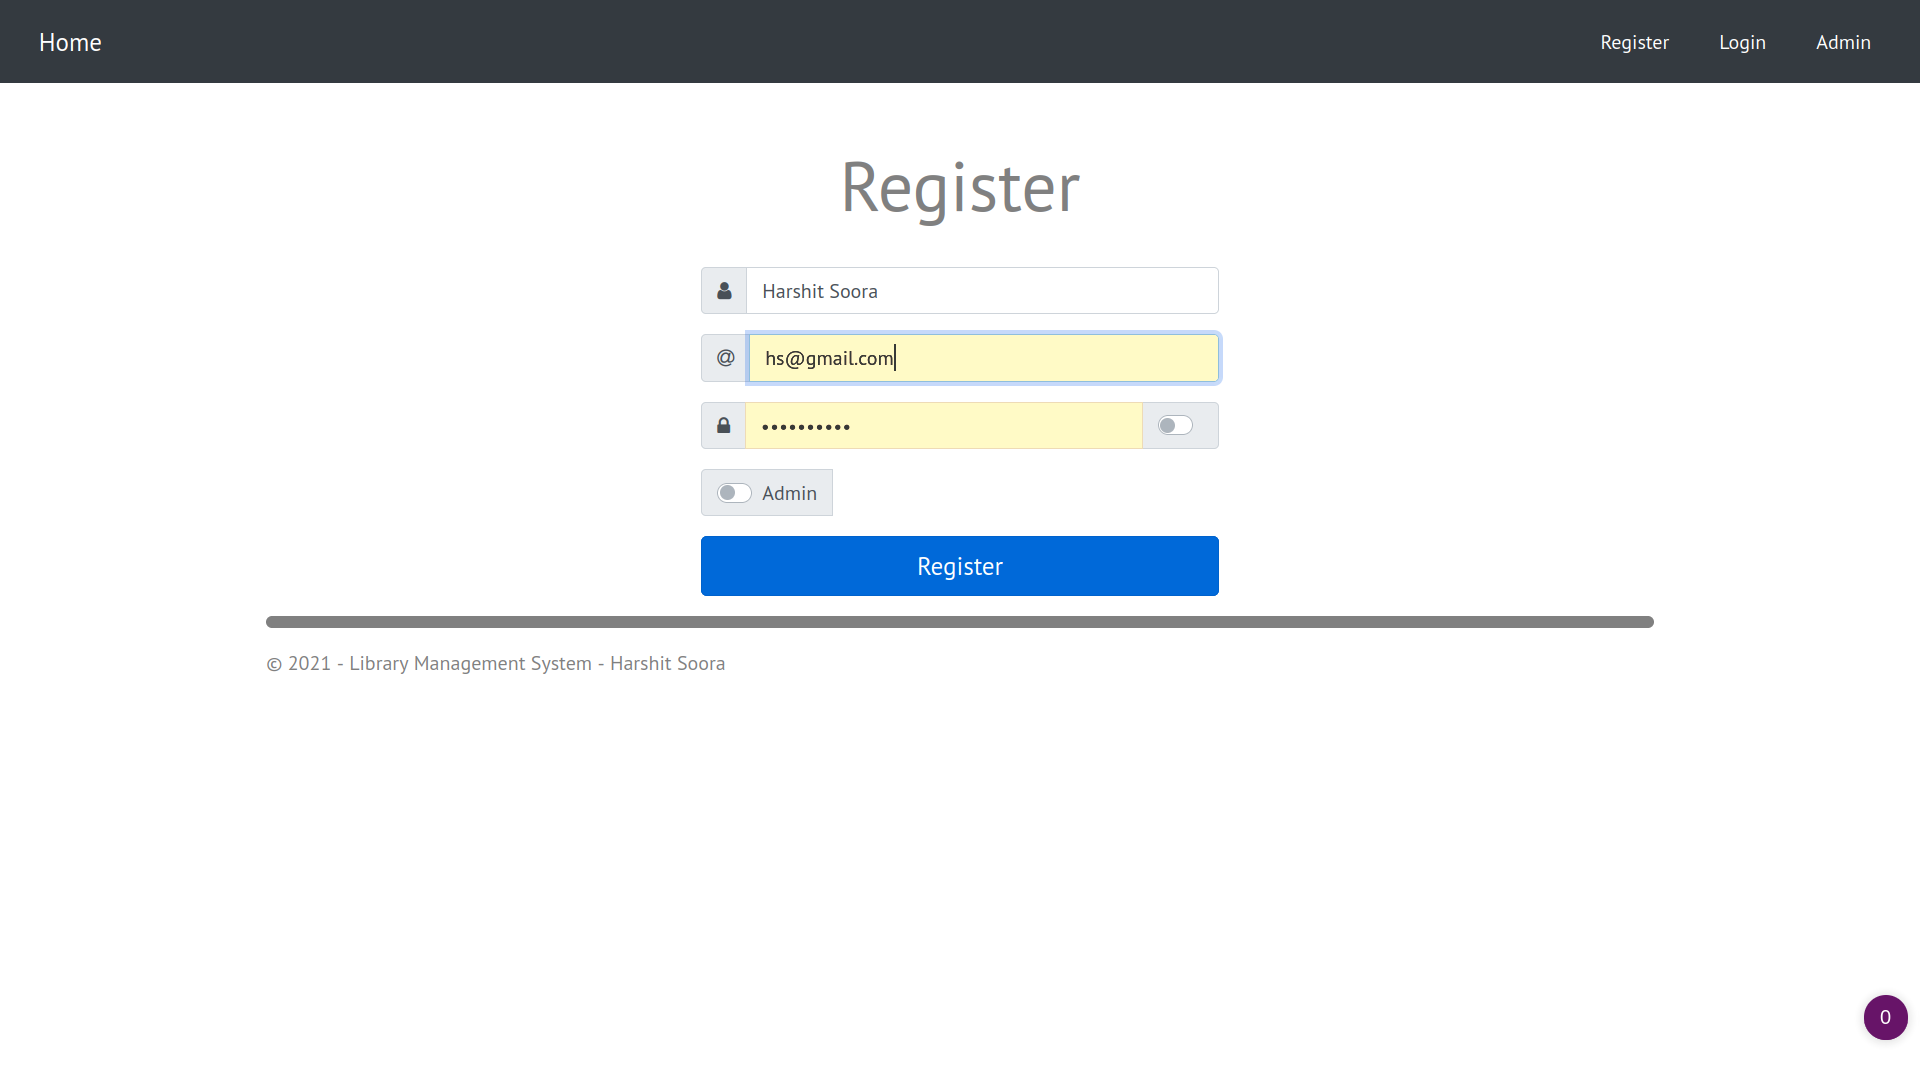 Home
Register
Login
Admin
Register
Harshit Soora
@
hs@gmail.com
••••••••••
Admin
Register
© 2021 - Library Management System - Harshit Soora
0